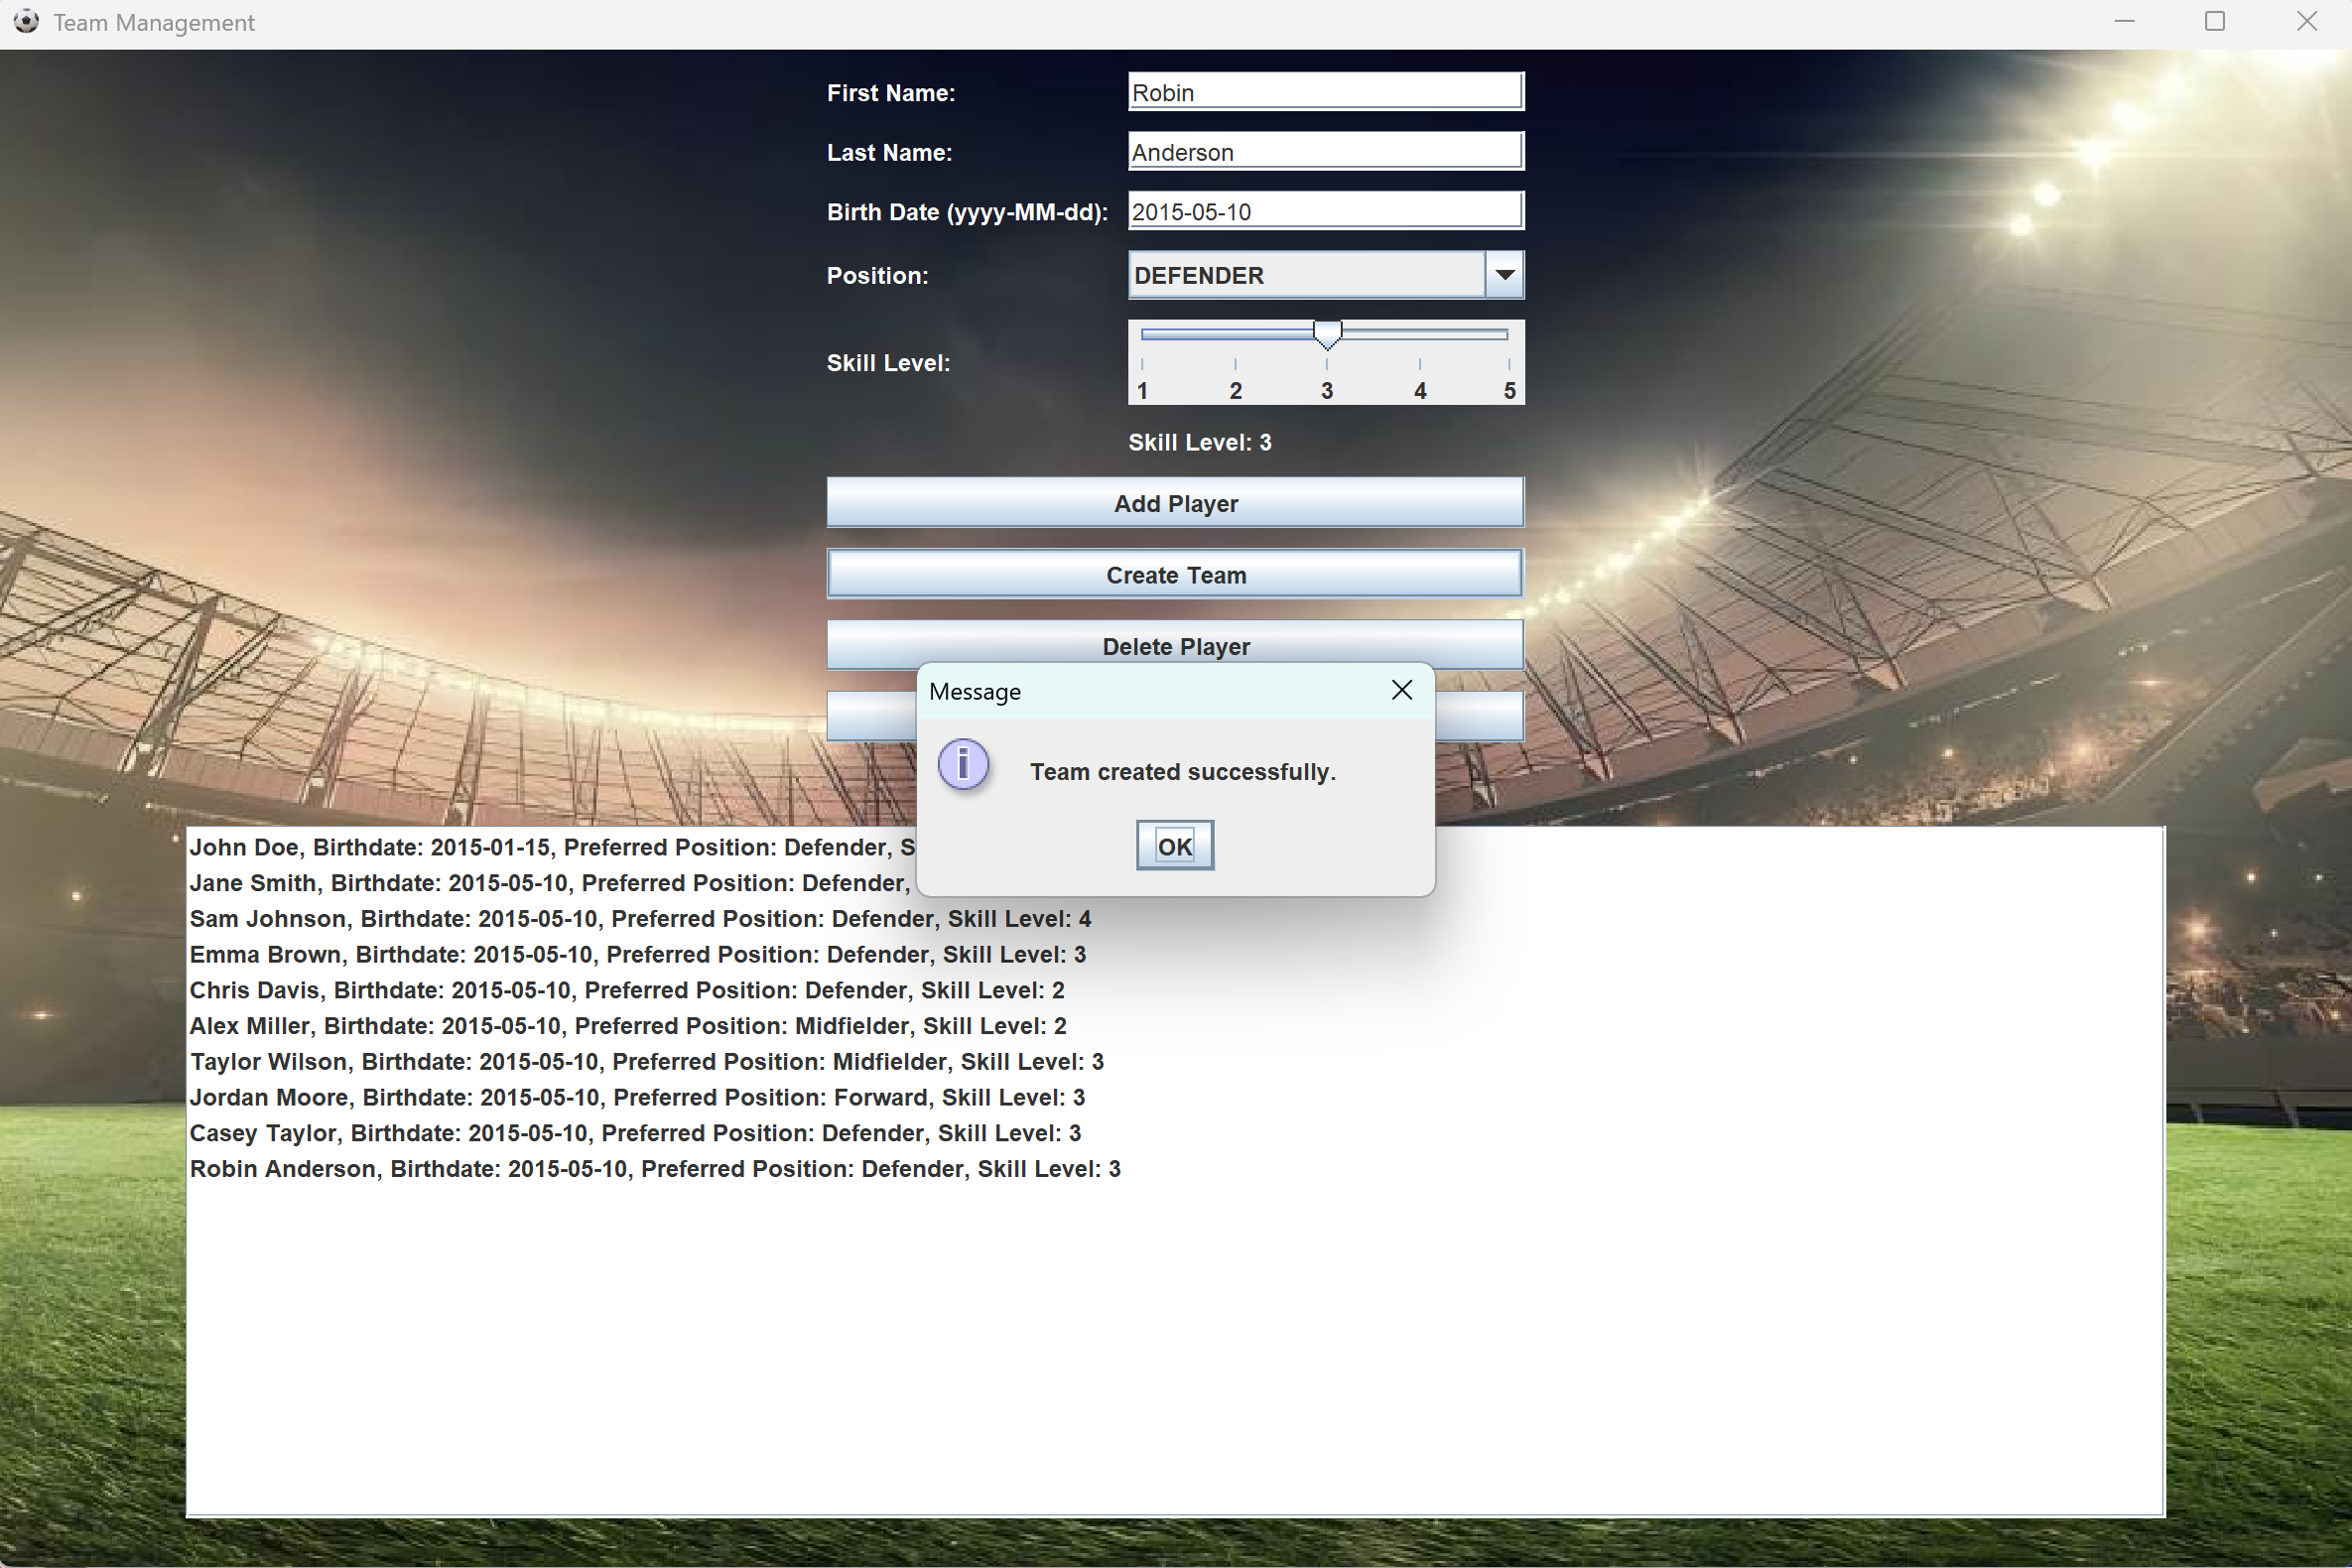 Team Management
First Name: Robin
Last Name: Anderson
Birth Date (yyyy-MM-dd): 2015-05-10
Position: DEFENDER
Skill Level:
1 2 3 4 5
Skill Level: 3
Add Player
Create Team
Delete Player
Message
Team created successfully.
OK
John Doe, Birthdate: 2015-01-15, Preferred Position: Defender, S
Jane Smith, Birthdate: 2015-05-10, Preferred Position: Defender,
Sam Johnson, Birthdate: 2015-05-10, Preferred Position: Defender, Skill Level: 4
Emma Brown, Birthdate: 2015-05-10, Preferred Position: Defender, Skill Level: 3
Chris Davis, Birthdate: 2015-05-10, Preferred Position: Defender, Skill Level: 2
Alex Miller, Birthdate: 2015-05-10, Preferred Position: Midfielder, Skill Level: 2
Taylor Wilson, Birthdate: 2015-05-10, Preferred Position: Midfielder, Skill Level: 3
Jordan Moore, Birthdate: 2015-05-10, Preferred Position: Forward, Skill Level: 3
Casey Taylor, Birthdate: 2015-05-10, Preferred Position: Defender, Skill Level: 3
Robin Anderson, Birthdate: 2015-05-10, Preferred Position: Defender, Skill Level: 3